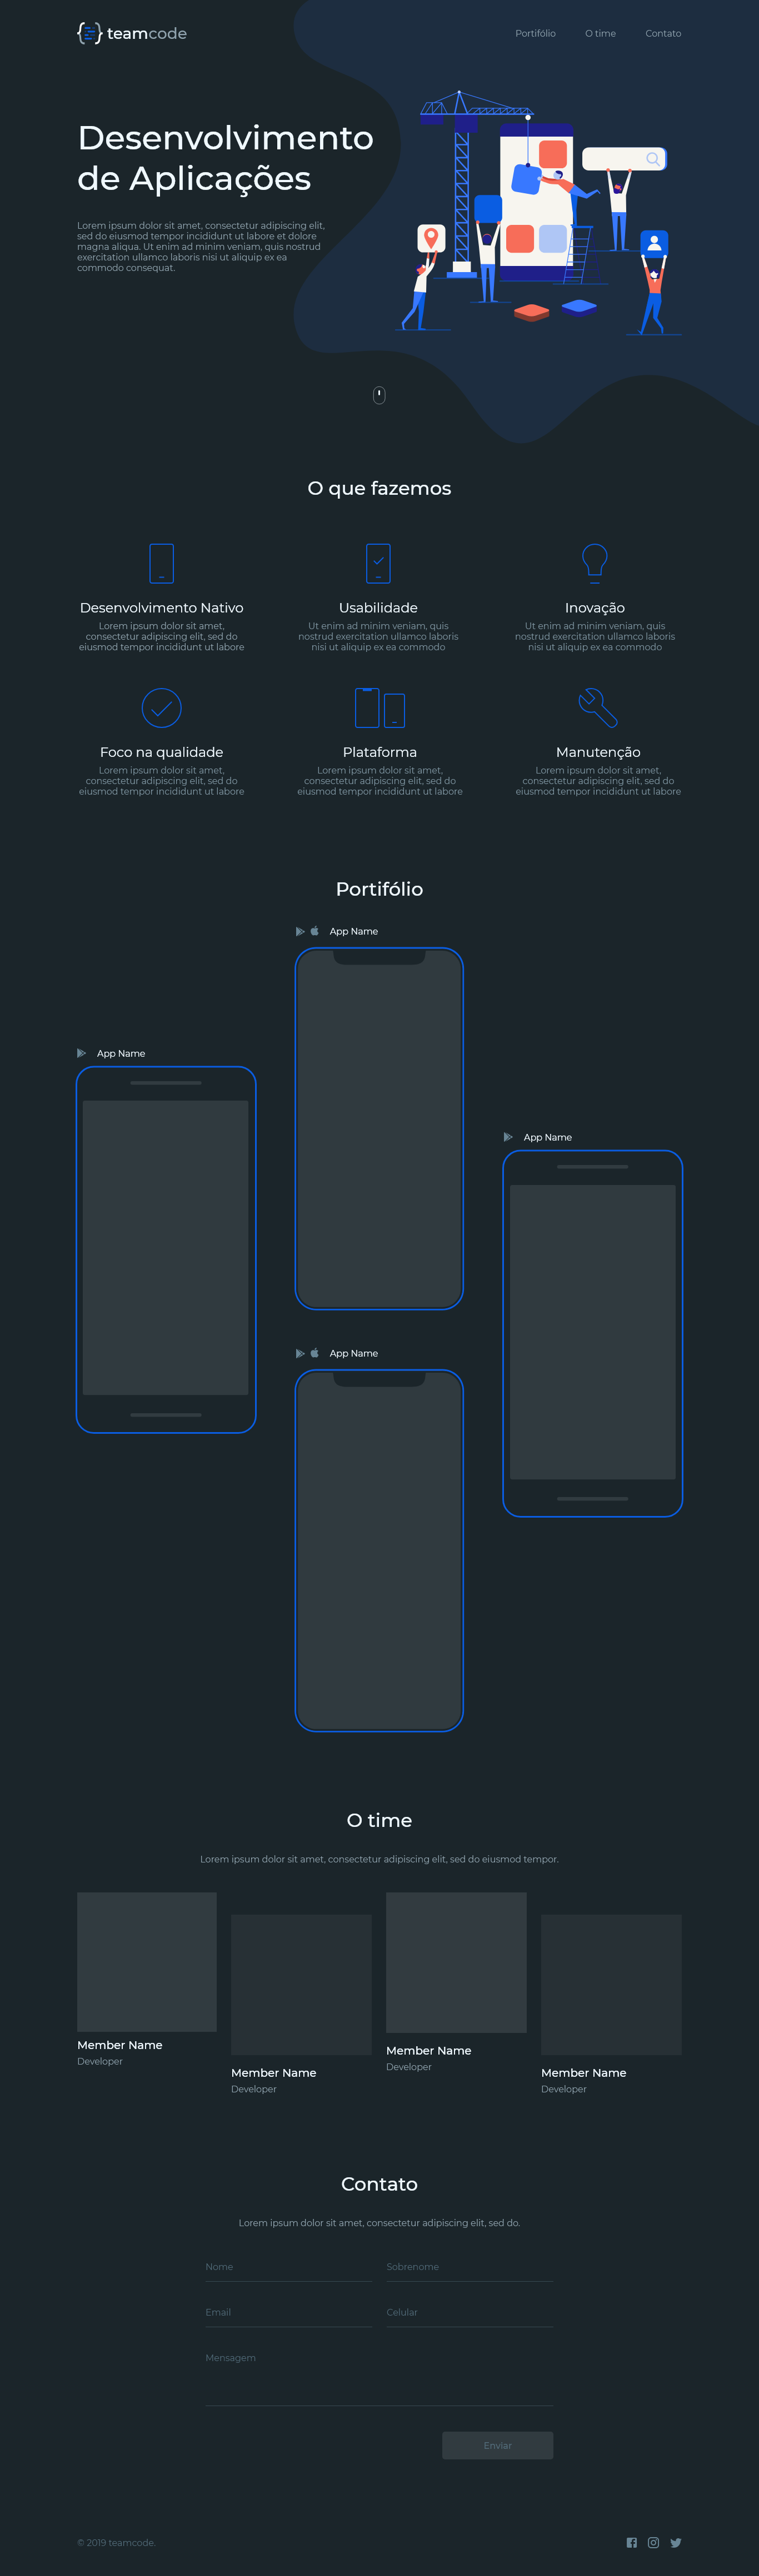 teamcode
Portifólio
O time
Contato
Desenvolvimento
de Aplicações
Lorem ipsum dolor sit amet, consectetur adipiscing elit,
sed do eiusmod tempor incididunt ut labore et dolore
magna aliqua. Ut enim ad minim veniam, quis nostrud
exercitation ullamco laboris nisi ut aliquip ex ea
commodo consequat.
O que fazemos
Desenvolvimento Nativo
Lorem ipsum dolor sit amet,
consectetur adipiscing elit, sed do
eiusmod tempor incididunt ut labore
Usabilidade
Ut enim ad minim veniam, quis
nostrud exercitation ullamco laboris
nisi ut aliquip ex ea commodo
Inovação
Ut enim ad minim veniam, quis
nostrud exercitation ullamco laboris
nisi ut aliquip ex ea commodo
Foco na qualidade
Lorem ipsum dolor sit amet,
consectetur adipiscing elit, sed do
eiusmod tempor incididunt ut labore
Plataforma
Lorem ipsum dolor sit amet,
consectetur adipiscing elit, sed do
eiusmod tempor incididunt ut labore
Manutenção
Lorem ipsum dolor sit amet,
consectetur adipiscing elit, sed do
eiusmod tempor incididunt ut labore
Portifólio
App Name
App Name
App Name
App Name
O time
Lorem ipsum dolor sit amet, consectetur adipiscing elit, sed do eiusmod tempor.
Member Name
Developer
Member Name
Developer
Member Name
Developer
Member Name
Developer
Contato
Lorem ipsum dolor sit amet, consectetur adipiscing elit, sed do.
Nome
Sobrenome
Email
Celular
Mensagem
Enviar
© 2019 teamcode.